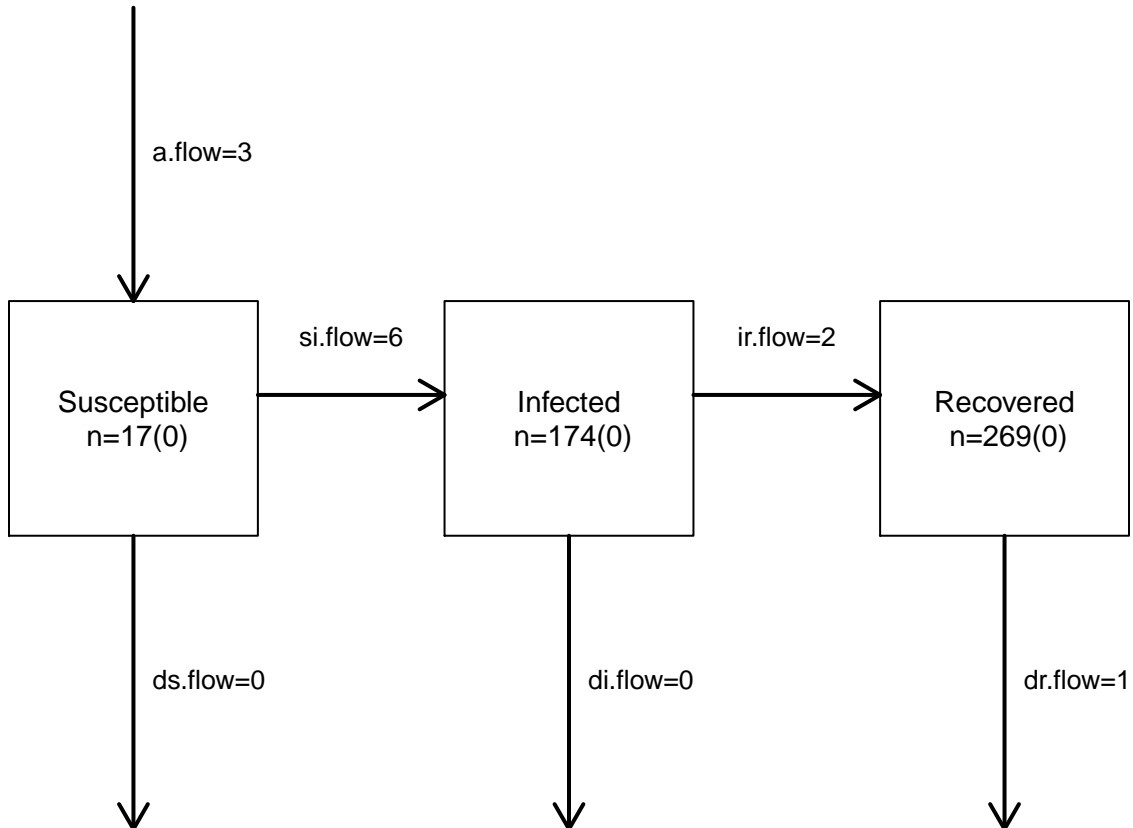 a.flow=3
si.flow=6
ir.flow=2
Susceptible
n=17(0)
Infected
n=174(0)
Recovered
n=269(0)
ds.flow=0
di.flow=0
dr.flow=1